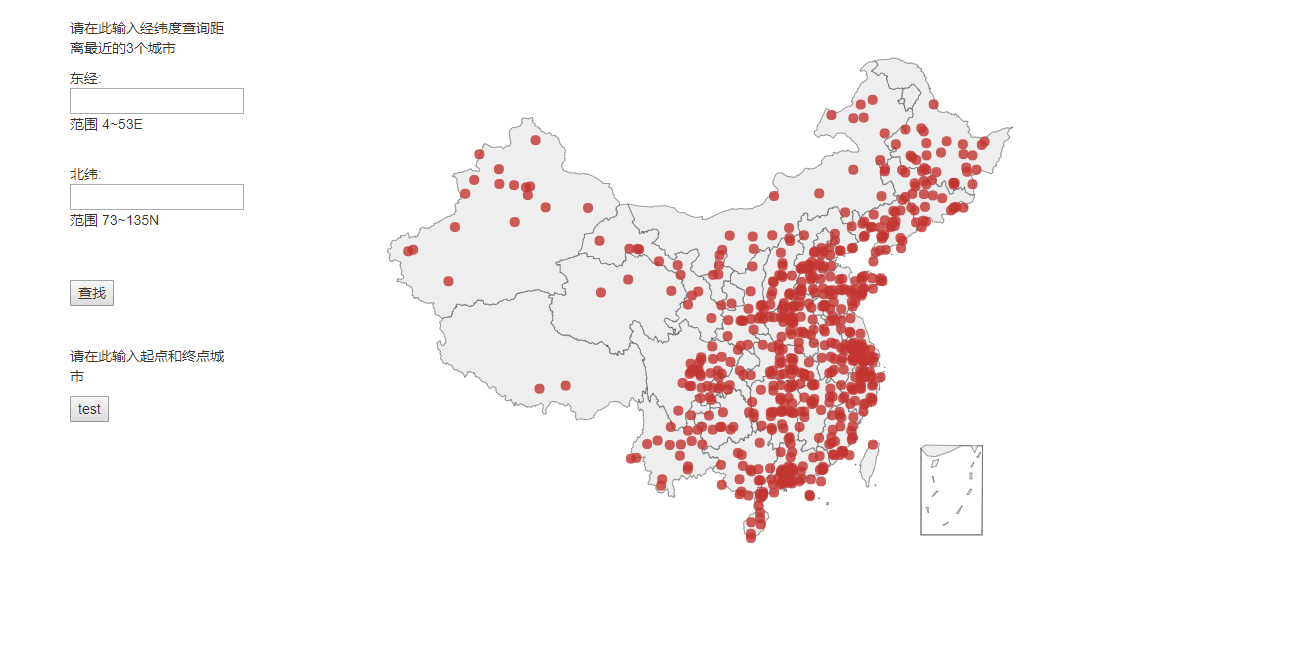 请在此输入经纬度查询距
离最近的3个城市
东经:
范围 4~53E
北纬:
范围 73~135N
查找
请在此输入起点和终点城
市
test